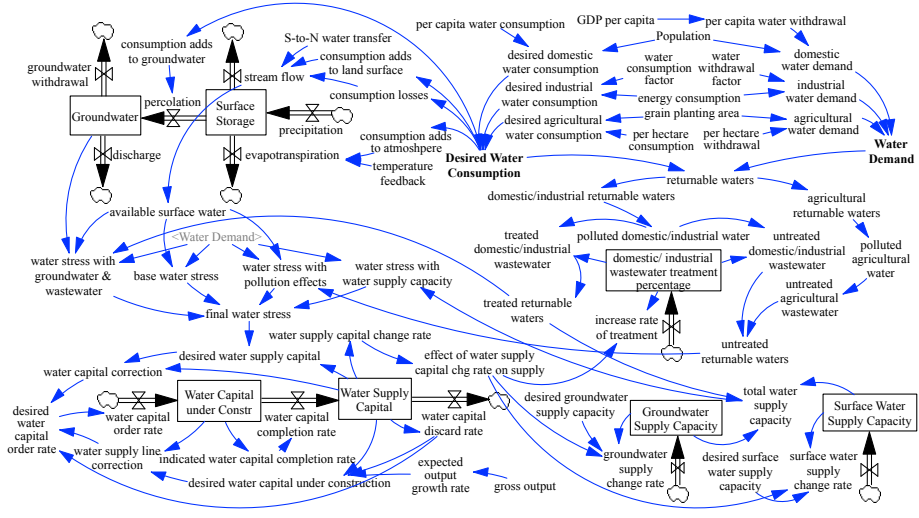 per capita water consumption
GDP per capita
per capita water withdrawal
S-to-N water transfer
Population
consumption adds
to groundwater
consumption adds
to land surface
desired domestic
water consumption
water
consumption
factor
water
withdrawal
factor
domestic
water demand
groundwater
withdrawal
stream flow
consumption losses
desired industrial
water consumption
energy consumption
industrial
water demand
percolation
Groundwater
Surface
Storage
precipitation
grain planting area
desired agricultural
water consumption
per hectare
consumption
per hectare
withdrawal
agricultural
water demand
discharge
evapotranspiration
consumption adds
to atmoshpere
temperature
feedback
Desired Water
Consumption
Water
Demand
returnable waters
domestic/industrial returnable waters
agricultural
returnable waters
available surface water
<Water Demand>
treated
domestic/industrial
wastewater
polluted domestic/industrial water
untreated
domestic/industrial
wastewater
polluted
agricultural
water
water stress with
groundwater &
wastewater
base water stress
water stress with
pollution effects
water stress with
water supply capacity
domestic/ industrial
wastewater treatment
percentage
untreated
agricultural
wastewater
treated returnable
waters
final water stress
increase rate
of treatment
untreated
returnable waters
water supply capital change rate
desired water supply capital
effect of water supply
capital chg rate on supply
water capital correction
Water Capital
under Constr
Water Supply
Capital
desired groundwater
supply capacity
total water
supply
capacity
Groundwater
Supply Capacity
Surface Water
Supply Capacity
desired
water
capital
order rate
water capital
order rate
water capital
completion rate
water capital
discard rate
water supply line
correction
indicated water capital completion rate
groundwater
supply
change rate
desired surface
water supply
capacity
surface water
supply
change rate
desired water capital under construction
expected
output
growth rate
gross output